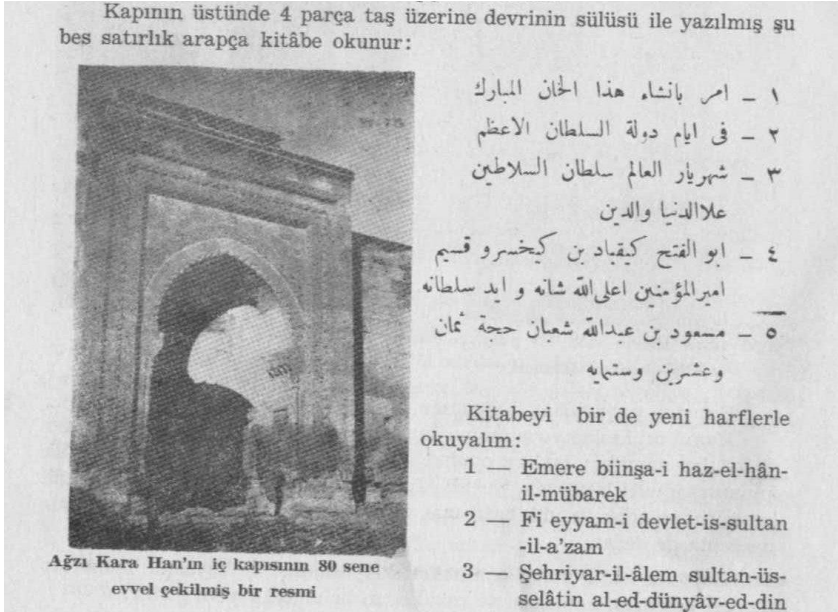 Kapının üstünde 4 parça taş üzerine devrinin sülüsü ile yazılmış şu
bes satırlık arapça kitâbe okunur:
١ – امر بانشاء هذا الخان المبارك
٢ – فى ايام دولة السلطان الاعظم
٣ – شهريار العالم سلطان السلاطين
علاالدنيا والدين
٤ – ابو الفتح كيقباد بن كيخسرو قسيم
اميرالمؤمنين اعلى الله شانه و ايد سلطانه
٥ – مسعود بن عبدالله شعبان حجة ثمان
وعشرين وستمايه
Kitabeyi bir de yeni harflerle
okuyalım:
1 — Emere biinşa-i haz-el-hân-
il-mübarek
2 — Fi eyyam-i devlet-is-sultan
-il-a'zam
3 — Şehriyar-il-âlem sultan-üs-
selâtin al-ed-dünyâv-ed-din
Ağzı Kara Han'ın iç kapısının 80 sene
evvel çekilmiş bir resmi